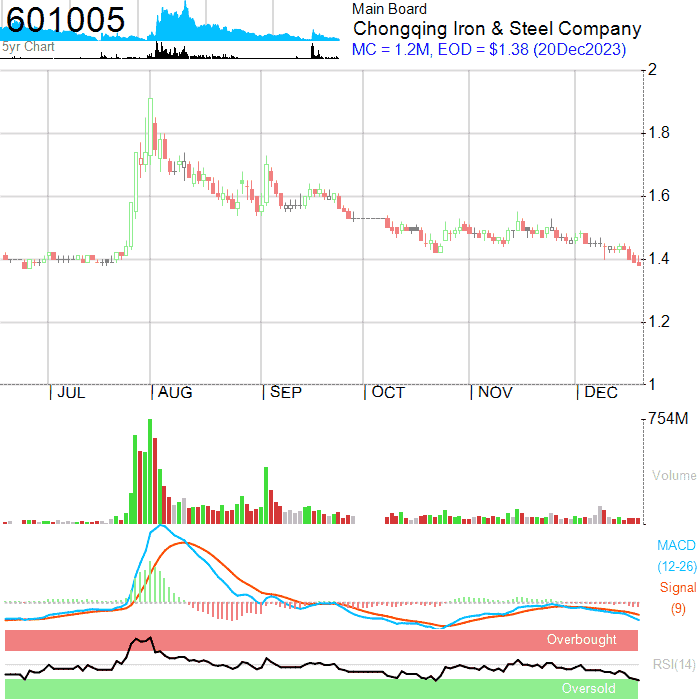 601005
5yr Chart
Main Board
Chongqing Iron & Steel Company
MC = 1.2M, EOD = $1.38 (20Dec2023)
2
1.8
1.6
1.4
1.2
1
JUL AUG SEP OCT NOV DEC
754M
Volume
MACD
(12-26)
Signal
(9)
Overbought
RSI(14)
Oversold